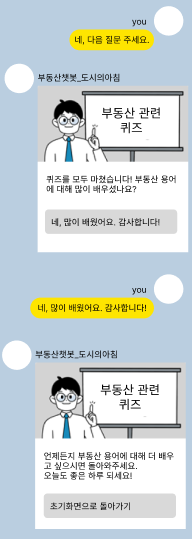 you
네, 다음 질문 주세요.
부동산챗봇_도시의아침
부동산 관련
퀴즈
퀴즈를 모두 마쳤습니다! 부동산 용어
에 대해 많이 배우셨나요?
네, 많이 배웠어요. 감사합니다!
you
네, 많이 배웠어요. 감사합니다!
부동산챗봇_도시의아침
부동산 관련
퀴즈
언제든지 부동산 용어에 대해 더 배우
고 싶으시면 돌아와주세요.
오늘도 좋은 하루 되세요!
초기화면으로 돌아가기